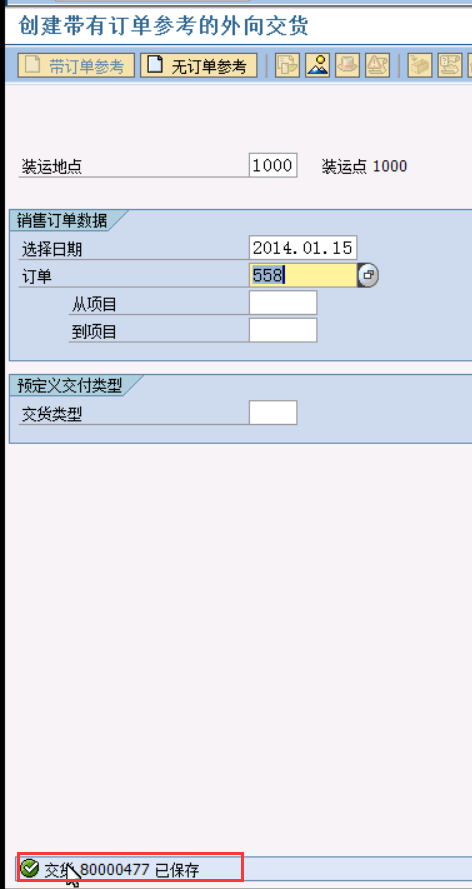 创建带有订单参考的外向交货
带订单参考 无订单参考
装运地点 1000 装运点 1000
销售订单数据
选择日期 2014.01.15
订单 558
从项目
到项目
预定义交付类型
交货类型
交货 80000477 已保存